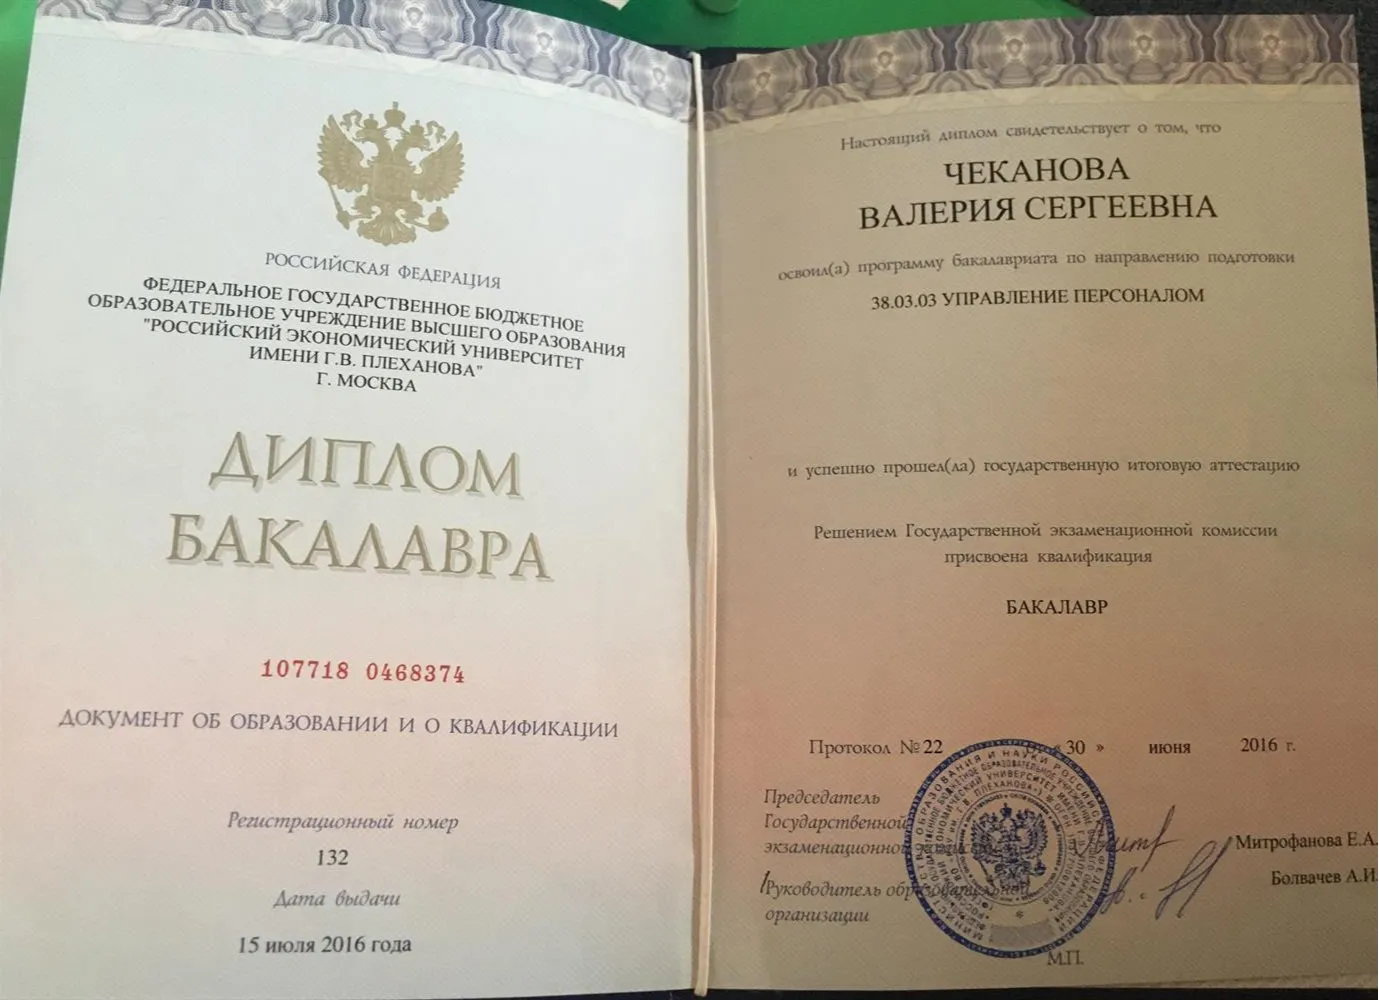 РОССИЙСКАЯ ФЕДЕРАЦИЯ
ФЕДЕРАЛЬНОЕ ГОСУДАРСТВЕННОЕ БЮДЖЕТНОЕ
ОБРАЗОВАТЕЛЬНОЕ УЧРЕЖДЕНИЕ ВЫСШЕГО ОБРАЗОВАНИЯ
"РОССИЙСКИЙ ЭКОНОМИЧЕСКИЙ УНИВЕРСИТЕТ
ИМЕНИ Г.В. ПЛЕХАНОВА"
Г. МОСКВА
ДИПЛОМ
БАКАЛАВРА
107718 0468374
ДОКУМЕНТ ОБ ОБРАЗОВАНИИ И О КВАЛИФИКАЦИИ
Регистрационный номер
132
Дата выдачи
15 июля 2016 года
Настоящий диплом свидетельствует о том, что
ЧЕКАНОВА
ВАЛЕРИЯ СЕРГЕЕВНА
освоил(а) программу бакалавриата по направлению подготовки
38.03.03 УПРАВЛЕНИЕ ПЕРСОНАЛОМ
и успешно прошел(ла) государственную итоговую аттестацию
Решением Государственной экзаменационной комиссии
присвоена квалификация
БАКАЛАВР
Протокол № 22 « 30 » июня 2016 г.
Председатель
Государственной
экзаменационной
Митрофанова Е.А.
Руководитель образовательной
организации
Болвачев А.И.
М.П.